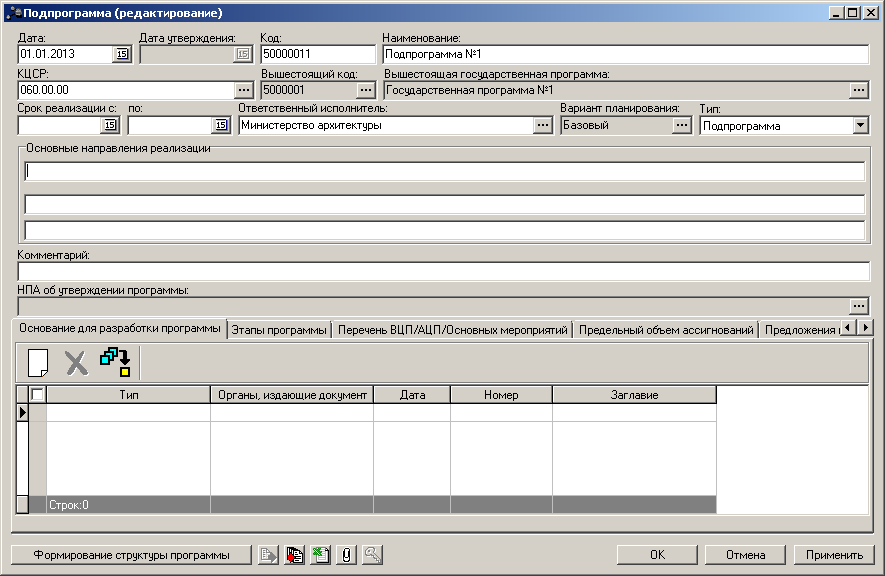 Подпрограмма (редактирование)
Дата: Дата утверждения: Код: Наименование:
01.01.2013 15 15 50000011 Подпрограмма №1
КЦСР: Вышестоящий код: Вышестоящая государственная программа:
060.00.00 ... 5000001 ... Государственная программа №1 ...
Срок реализации с: по: Ответственный исполнитель: Вариант планирования: Тип:
15 15 Министерство архитектуры ... Базовый ... Подпрограмма
Основные направления реализации
Комментарий:
НПА об утверждении программы:
...
Основание для разработки программы Этапы программы Перечень ВЦП/АЦП/Основных мероприятий Предельный объем ассигнований Предложения
Тип Органы, издающие документ Дата Номер Заглавие
Строк:0
Формирование структуры программы OK Отмена Применить